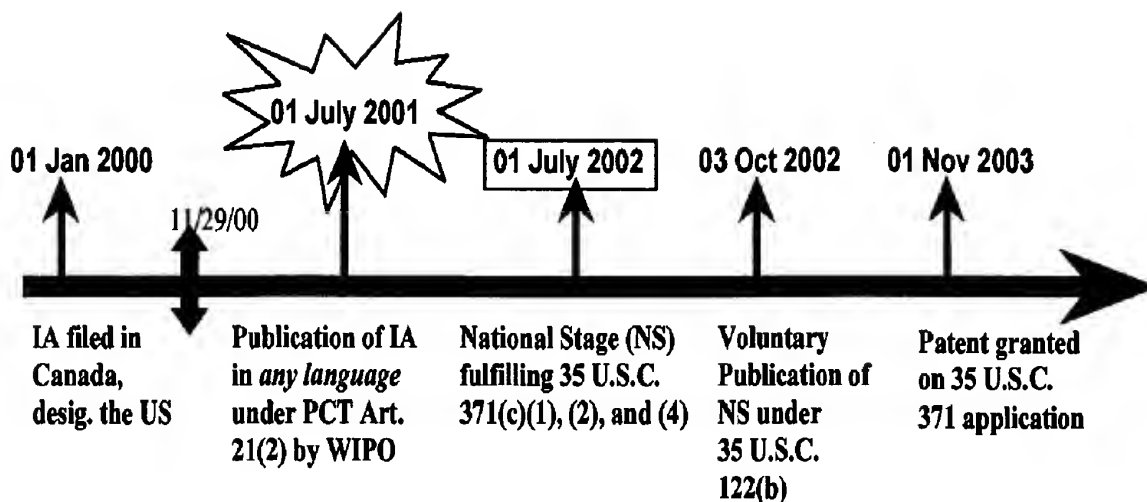 01 July 2001
01 Jan 2000
01 July 2002
03 Oct 2002
01 Nov 2003
11/29/00
IA filed in
Canada,
desig. the US
Publication of IA
in any language
under PCT Art.
21(2) by WIPO
National Stage (NS)
fulfilling 35 U.S.C.
371(c)(1), (2), and (4)
Voluntary
Publication of
NS under
35 U.S.C.
122(b)
Patent granted
on 35 U.S.C.
371 application